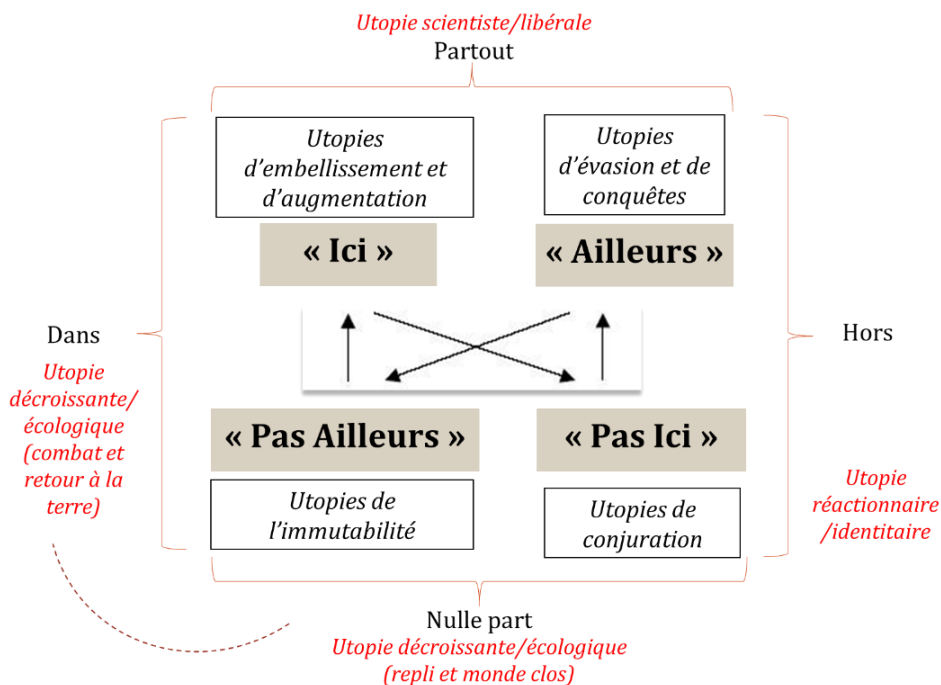 Utopie scientiste/libérale
Partout
Utopies
d’embellissement et
d’augmentation
Utopies
d’évasion et de
conquêtes
« Ici »
« Ailleurs »
Dans
Utopie
décroissante/
écologique
(combat et
retour à la
terre)
Hors
« Pas Ailleurs »
« Pas Ici »
Utopies de
l’immutabilité
Utopies de
conjuration
Utopie
réactionnaire
/identitaire
Nulle part
Utopie décroissante/écologique
(repli et monde clos)